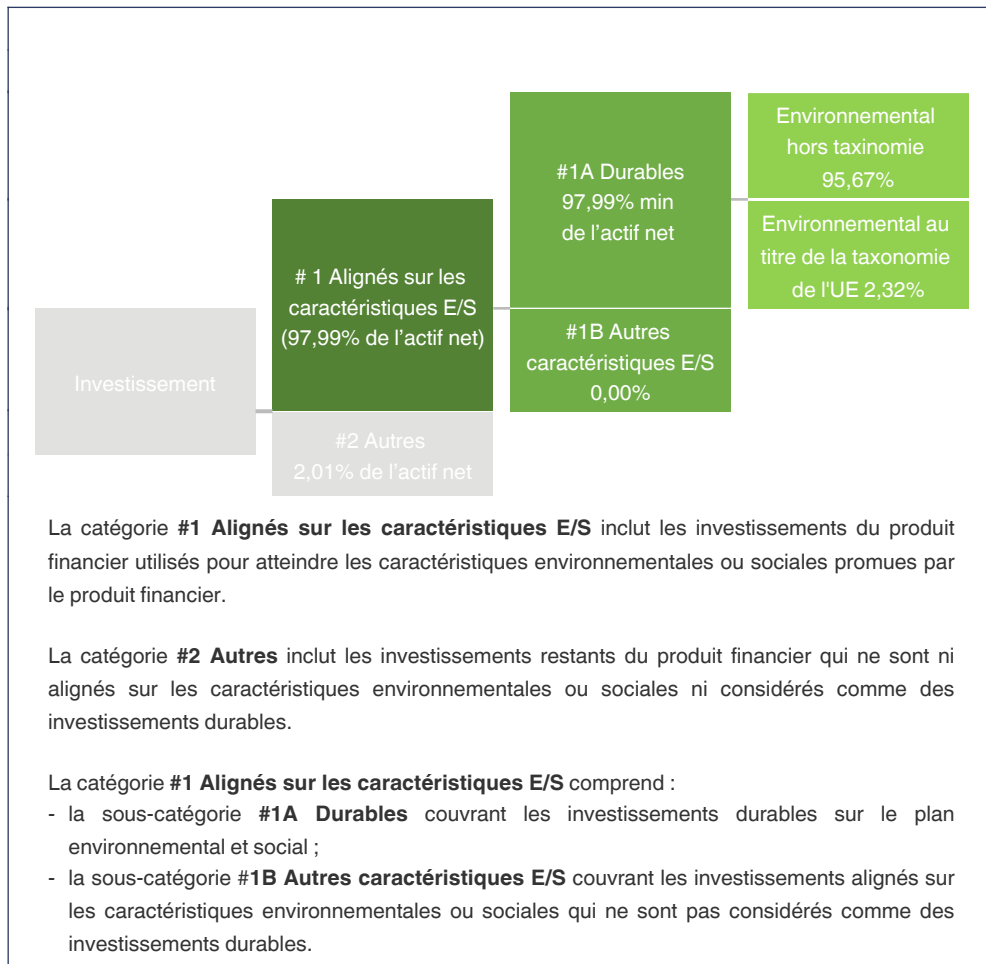 Investissement
# 1 Alignés sur les
caractéristiques E/S
(97,99% de l'actif net)
#2 Autres
2,01% de l'actif net
#1A Durables
97,99% min
de l'actif net
#1B Autres
caractéristiques E/S
0,00%
Environnemental
hors taxinomie
95,67%
Environnemental au
titre de la taxonomie
de l'UE 2,32%
La catégorie #1 Alignés sur les caractéristiques E/S inclut les investissements du produit
financier utilisés pour atteindre les caractéristiques environnementales ou sociales promues par
le produit financier.
La catégorie #2 Autres inclut les investissements restants du produit financier qui ne sont ni
alignés sur les caractéristiques environnementales ou sociales ni considérés comme des
investissements durables.
La catégorie #1 Alignés sur les caractéristiques E/S comprend :
- la sous-catégorie #1A Durables couvrant les investissements durables sur le plan
environnemental et social ;
- la sous-catégorie #1B Autres caractéristiques E/S couvrant les investissements alignés sur
les caractéristiques environnementales ou sociales qui ne sont pas considérés comme des
investissements durables.